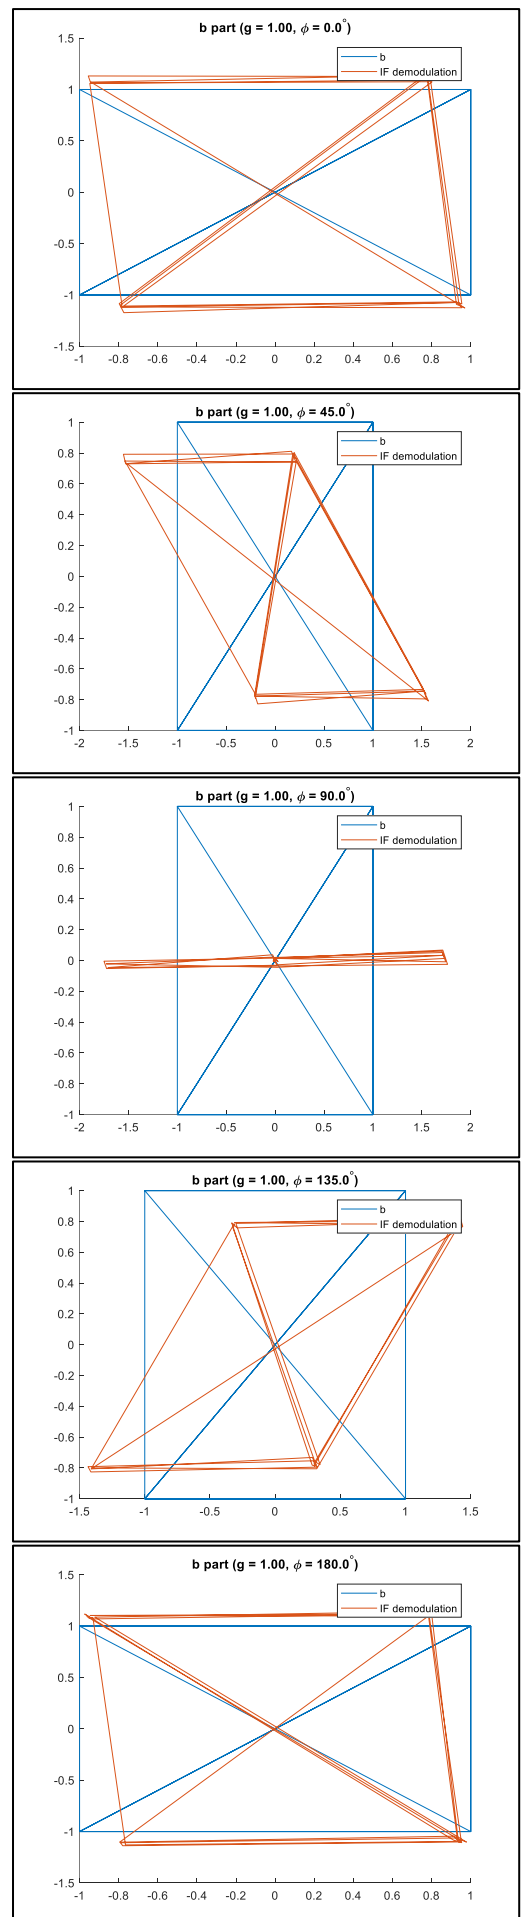 b part (g = 1.00, ϕ = 0.0°)
1.5
b
IF demodulation
1
0.5
0
-0.5
-1
-1.5
-1 -0.8 -0.6 -0.4 -0.2 0 0.2 0.4 0.6 0.8 1
b part (g = 1.00, ϕ = 45.0°)
1
b
IF demodulation
0.8
0.6
0.4
0.2
0
-0.2
-0.4
-0.6
-0.8
-1
-2 -1.5 -1 -0.5 0 0.5 1 1.5 2
b part (g = 1.00, ϕ = 90.0°)
1
b
IF demodulation
0.8
0.6
0.4
0.2
0
-0.2
-0.4
-0.6
-0.8
-1
-2 -1.5 -1 -0.5 0 0.5 1 1.5 2
b part (g = 1.00, ϕ = 135.0°)
1
b
IF demodulation
0.8
0.6
0.4
0.2
0
-0.2
-0.4
-0.6
-0.8
-1
-1.5 -1 -0.5 0 0.5 1 1.5
b part (g = 1.00, ϕ = 180.0°)
1.5
b
IF demodulation
1
0.5
0
-0.5
-1
-1.5
-1 -0.8 -0.6 -0.4 -0.2 0 0.2 0.4 0.6 0.8 1